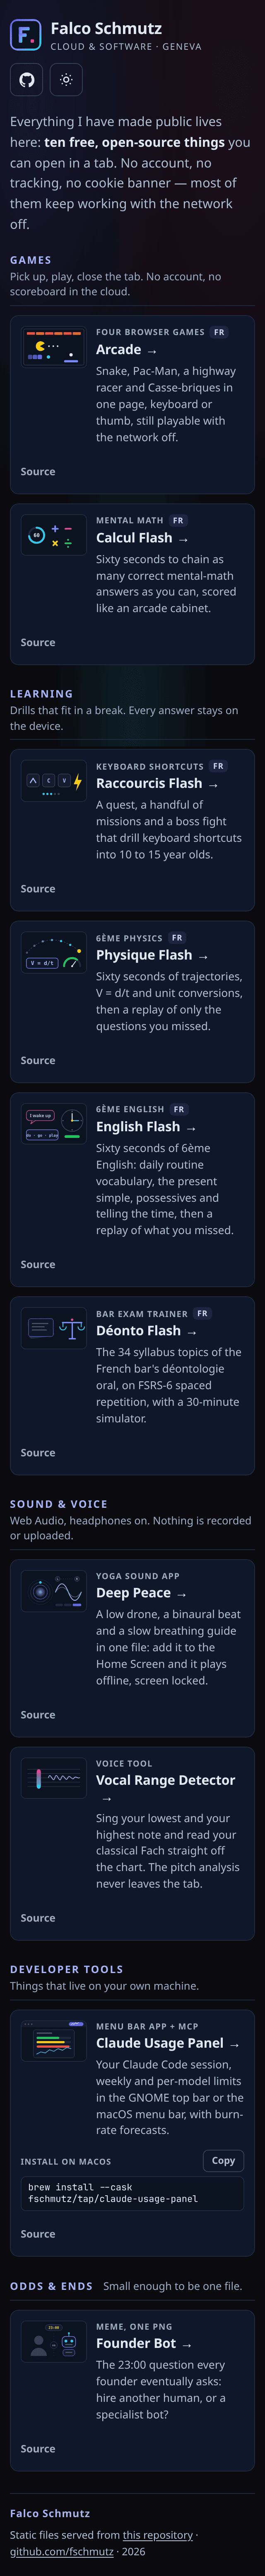 F.
Falco Schmutz
CLOUD & SOFTWARE · GENEVA
Everything I have made public lives
here: ten free, open-source things you
can open in a tab. No account, no
tracking, no cookie banner — most of
them keep working with the network
off.
GAMES
Pick up, play, close the tab. No account, no
scoreboard in the cloud.
FOUR BROWSER GAMES FR
Arcade →
Snake, Pac-Man, a highway
racer and Casse-briques in
one page, keyboard or
thumb, still playable with
the network off.
Source
60
MENTAL MATH FR
Calcul Flash →
Sixty seconds to chain as
many correct mental-math
answers as you can, scored
like an arcade cabinet.
Source
LEARNING
Drills that fit in a break. Every answer stays on
the device.
C V
KEYBOARD SHORTCUTS FR
Raccourcis Flash →
A quest, a handful of
missions and a boss fight
that drill keyboard shortcuts
into 10 to 15 year olds.
Source
V = d/t
6ÈME PHYSICS FR
Physique Flash →
Sixty seconds of trajectories,
V = d/t and unit conversions,
then a replay of only the
questions you missed.
Source
I wake up
6ÈME ENGLISH FR
English Flash →
Sixty seconds of 6ème
English: daily routine
vocabulary, the present
simple, possessives and
telling the time, then a
replay of what you missed.
Source
BAR EXAM TRAINER FR
Déonto Flash →
The 34 syllabus topics of the
French bar's déontologie
oral, on FSRS-6 spaced
repetition, with a 30-minute
simulator.
Source
SOUND & VOICE
Web Audio, headphones on. Nothing is recorded
or uploaded.
YOGA SOUND APP
Deep Peace →
A low drone, a binaural beat
and a slow breathing guide
in one file: add it to the
Home Screen and it plays
offline, screen locked.
Source
VOICE TOOL
Vocal Range Detector
→
Sing your lowest and your
highest note and read your
classical Fach straight off
the chart. The pitch analysis
never leaves the tab.
Source
DEVELOPER TOOLS
Things that live on your own machine.
MENU BAR APP + MCP
Claude Usage Panel →
Your Claude Code session,
weekly and per-model limits
in the GNOME top bar or the
macOS menu bar, with burn-
rate forecasts.
INSTALL ON MACOS Copy
brew install --cask
fschmutz/tap/claude-usage-panel
Source
ODDS & ENDS Small enough to be one file.
23:00
MEME, ONE PNG
Founder Bot →
The 23:00 question every
founder eventually asks:
hire another human, or a
specialist bot?
Source
Falco Schmutz
Static files served from this repository ·
github.com/fschmutz · 2026